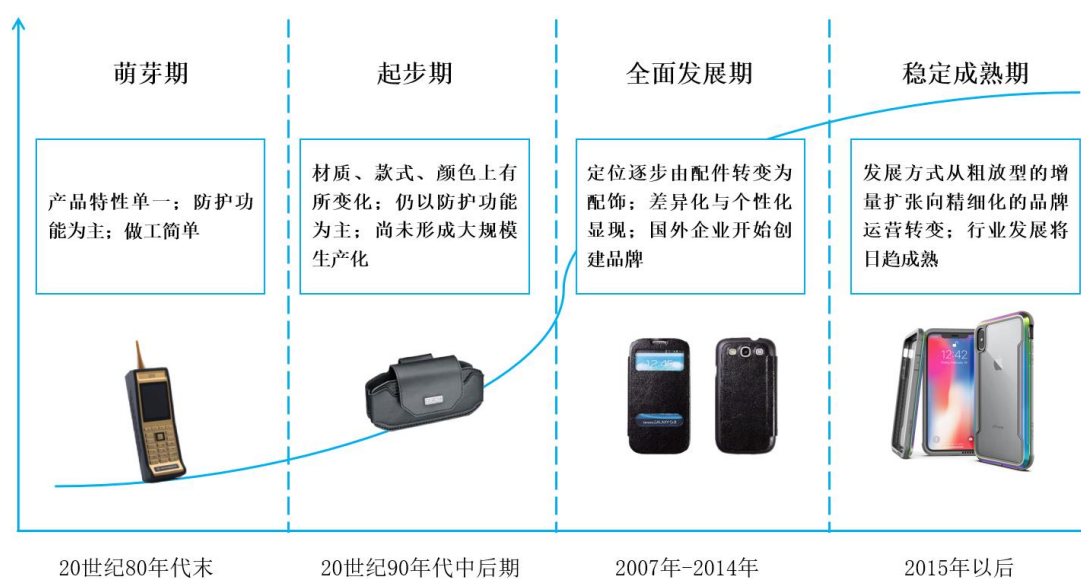 萌芽期
起步期
全面发展期
稳定成熟期
产品特性单一；防护功
能为主；做工简单
材质、款式、颜色上有
所变化；仍以防护功能
为主；尚未形成大规模
生产化
定位逐步由配件转变为
配饰；差异化与个性化
显现；国外企业开始创
建品牌
发展方式从粗放型的增
量扩张向精细化的品牌
运营转变；行业发展将
日趋成熟
12:42
20世纪80年代末
20世纪90年代中后期
2007年-2014年
2015年以后